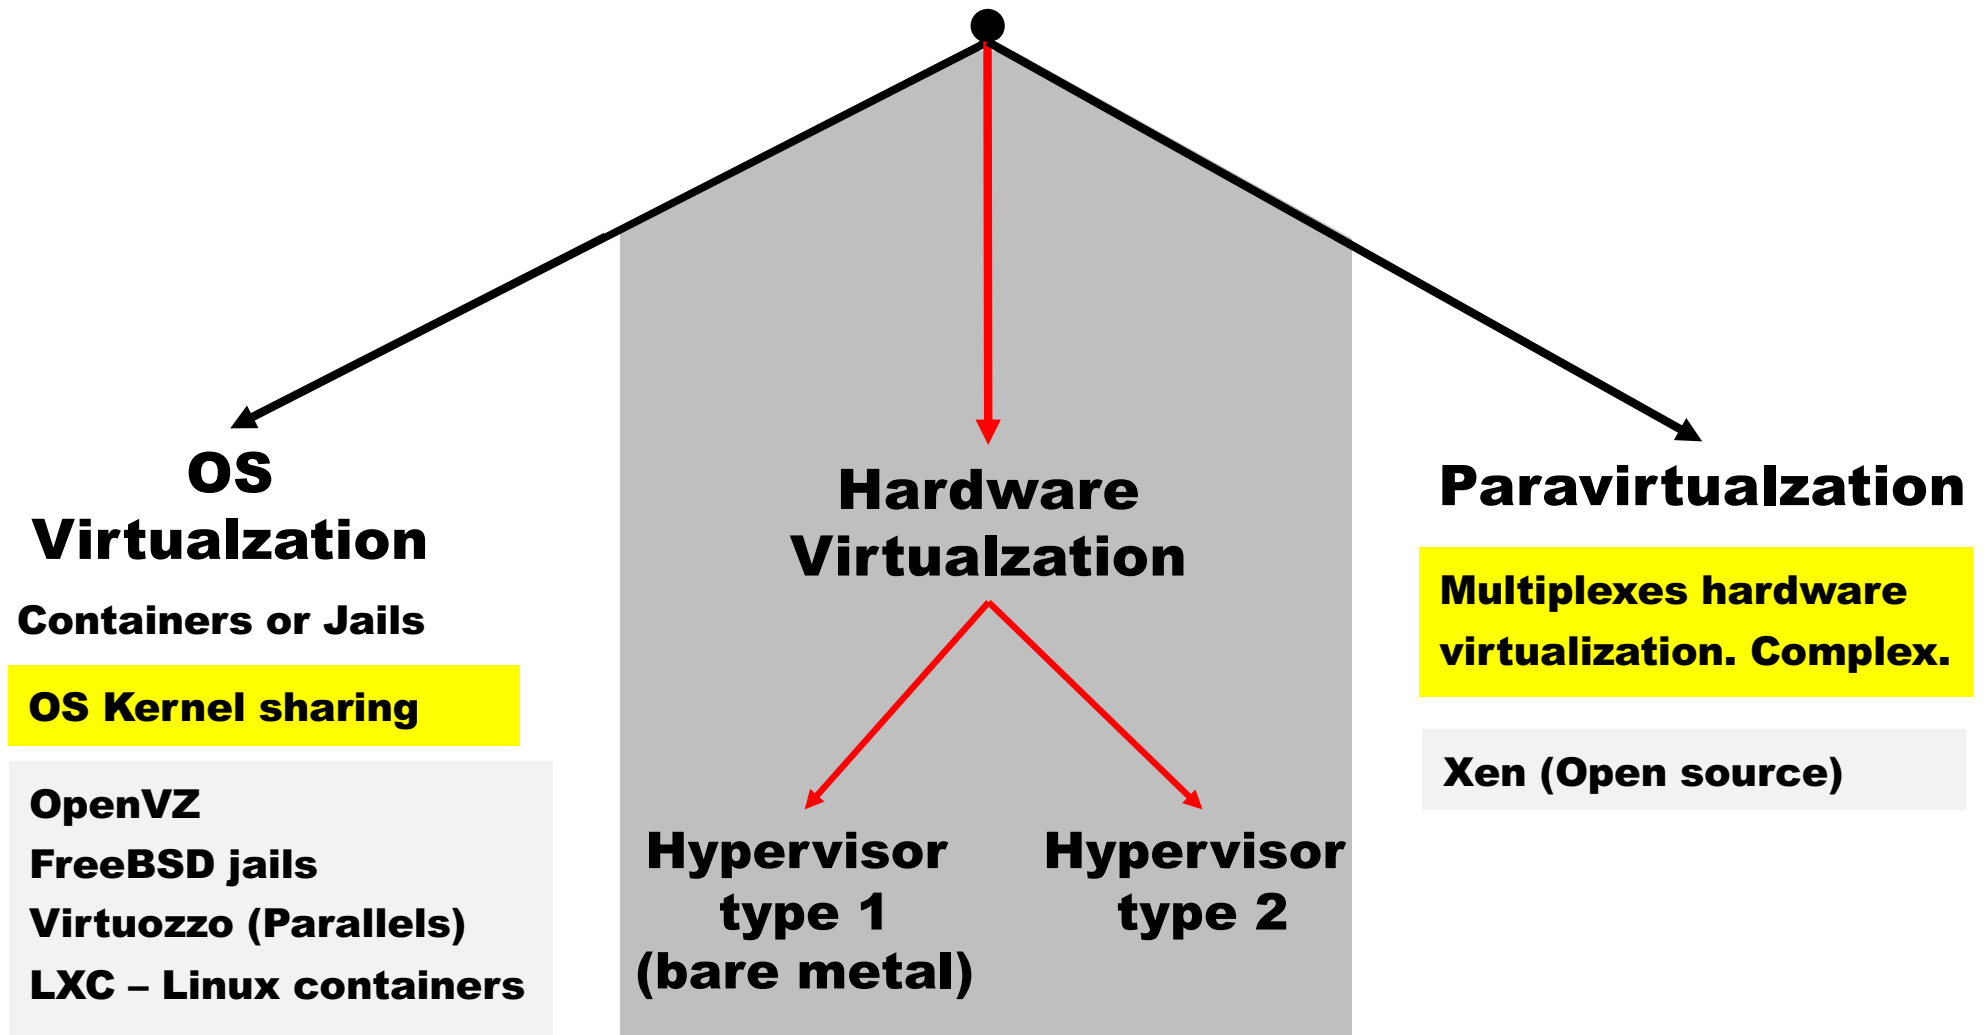 OS
Virtualzation
Containers or Jails
OS Kernel sharing
OpenVZ
FreeBSD jails
Virtuozzo (Parallels)
LXC – Linux containers
Hardware
Virtualzation
Hypervisor
type 1
(bare metal)
Hypervisor
type 2
Paravirtualzation
Multiplexes hardware
virtualization. Complex.
Xen (Open source)